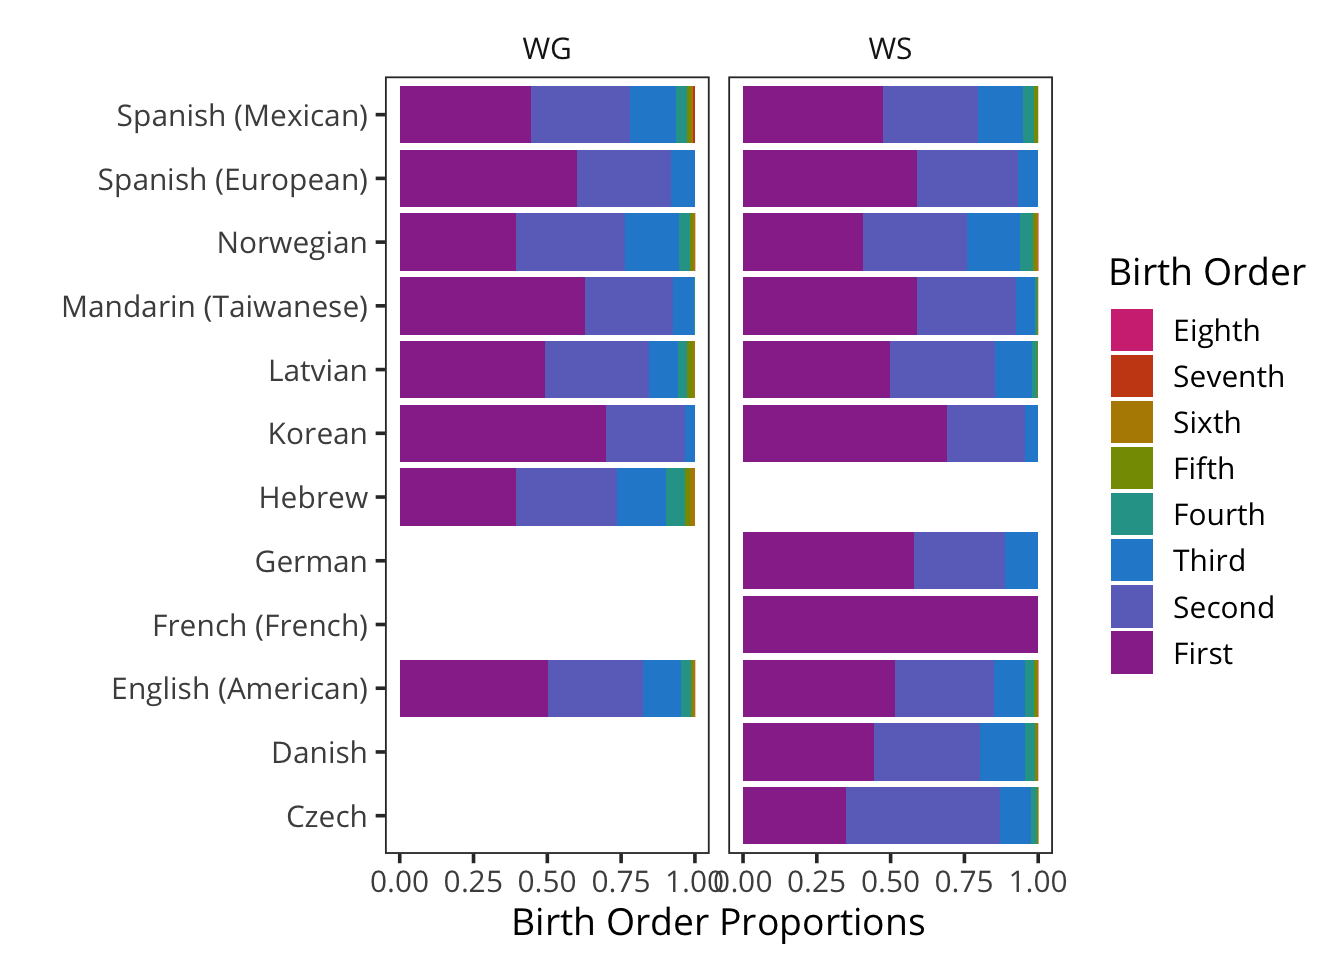 WG WS
Spanish (Mexican)
Spanish (European)
Norwegian
Mandarin (Taiwanese)
Latvian
Korean
Hebrew
German
French (French)
English (American)
Danish
Czech
0.00 0.25 0.50 0.75 1.00 0.00 0.25 0.50 0.75 1.00
Birth Order Proportions
Birth Order
Eighth
Seventh
Sixth
Fifth
Fourth
Third
Second
First